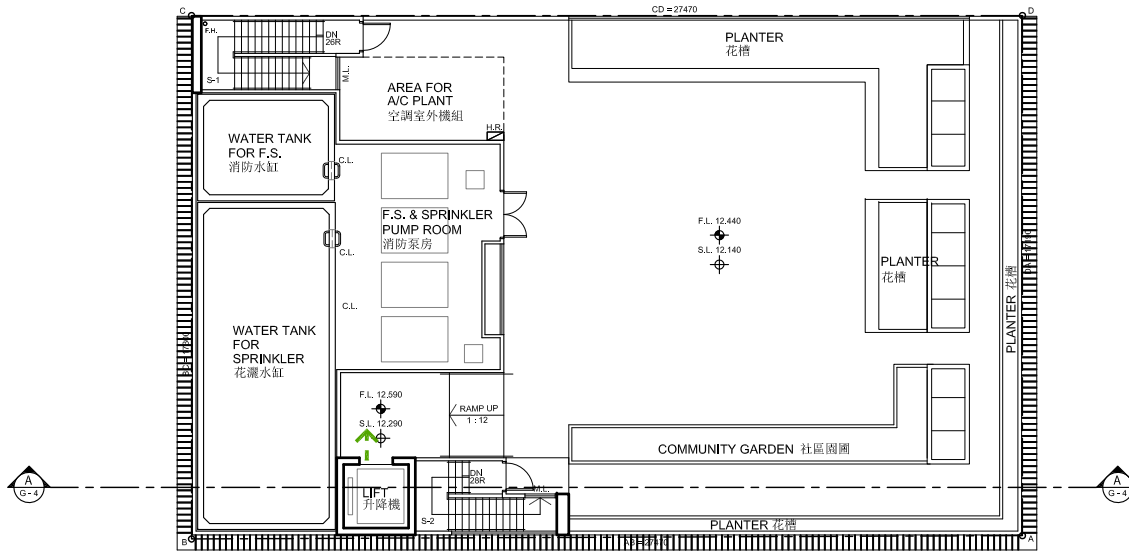 C
CD = 27470
D
F.H.
DN
26R
S-1
M.L.
PLANTER
花槽
AREA FOR
A/C PLANT
空調室外機組
H.R.
WATER TANK
FOR F.S.
消防水缸
C.L.
F.S. & SPRINKLER
PUMP ROOM
消防泵房
C.L.
C.L.
F.L. 12.440
S.L. 12.140
PLANTER
花槽
PLANTER 花槽
WATER TANK
FOR
SPRINKLER
花灑水缸
F.L. 12.590
S.L. 12.290
RAMP UP
1 : 12
COMMUNITY GARDEN 社區園圃
A
G-4
LIFT
升降機
DN
28R
S-2
M.L.
A
G-4
PLANTER 花槽
B
AB = 27470
A